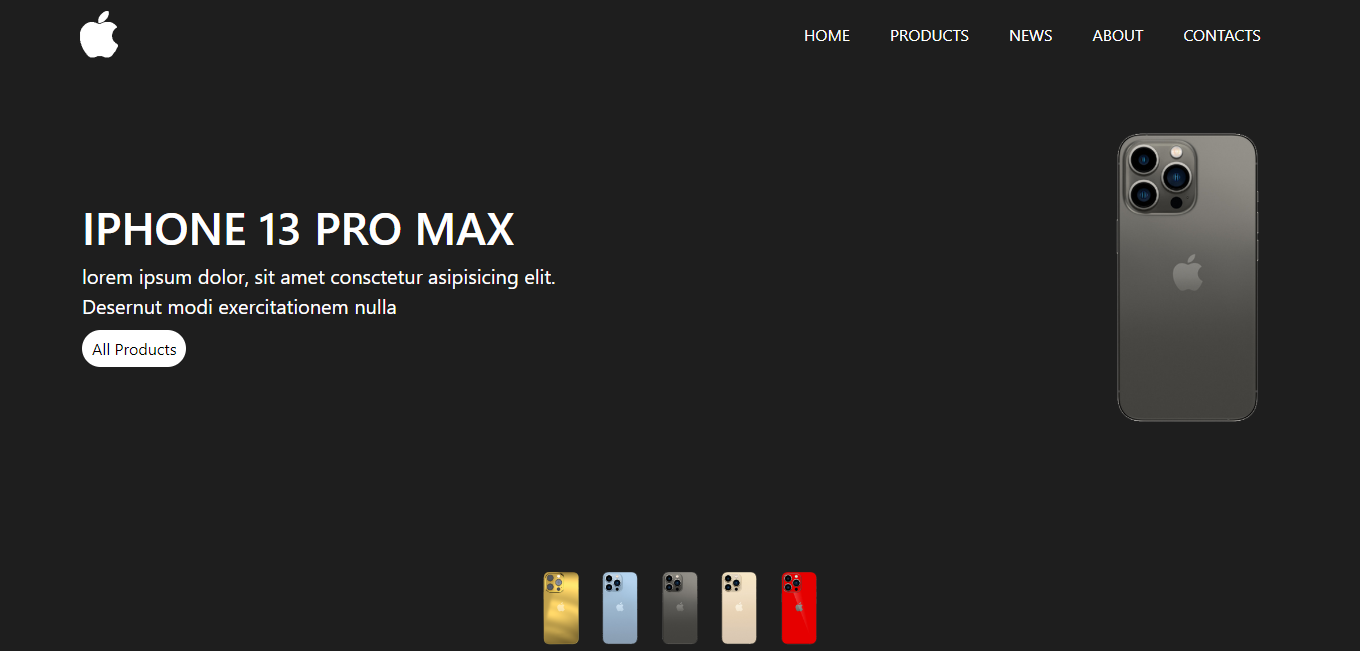 HOME PRODUCTS NEWS ABOUT CONTACTS
IPHONE 13 PRO MAX
lorem ipsum dolor, sit amet consctetur asipisicing elit.
Desernut modi exercitationem nulla
All Products